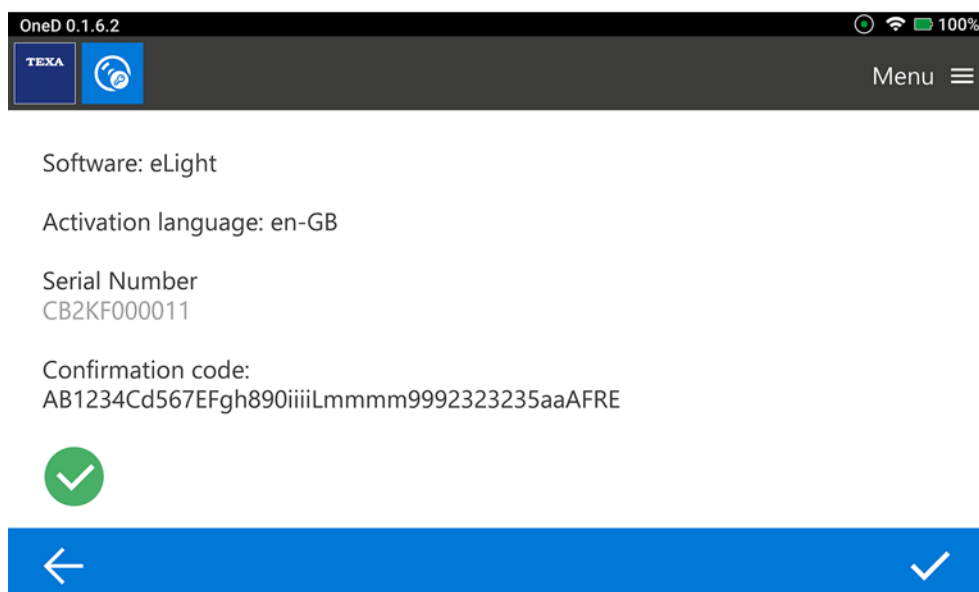 OneD 0.1.6.2
100%
TEXA
Menu
Software: eLight
Activation language: en-GB
Serial Number
CB2KF000011
Confirmation code:
AB1234Cd567EFgh890iiiiLmmmm9992323235aaAFRE